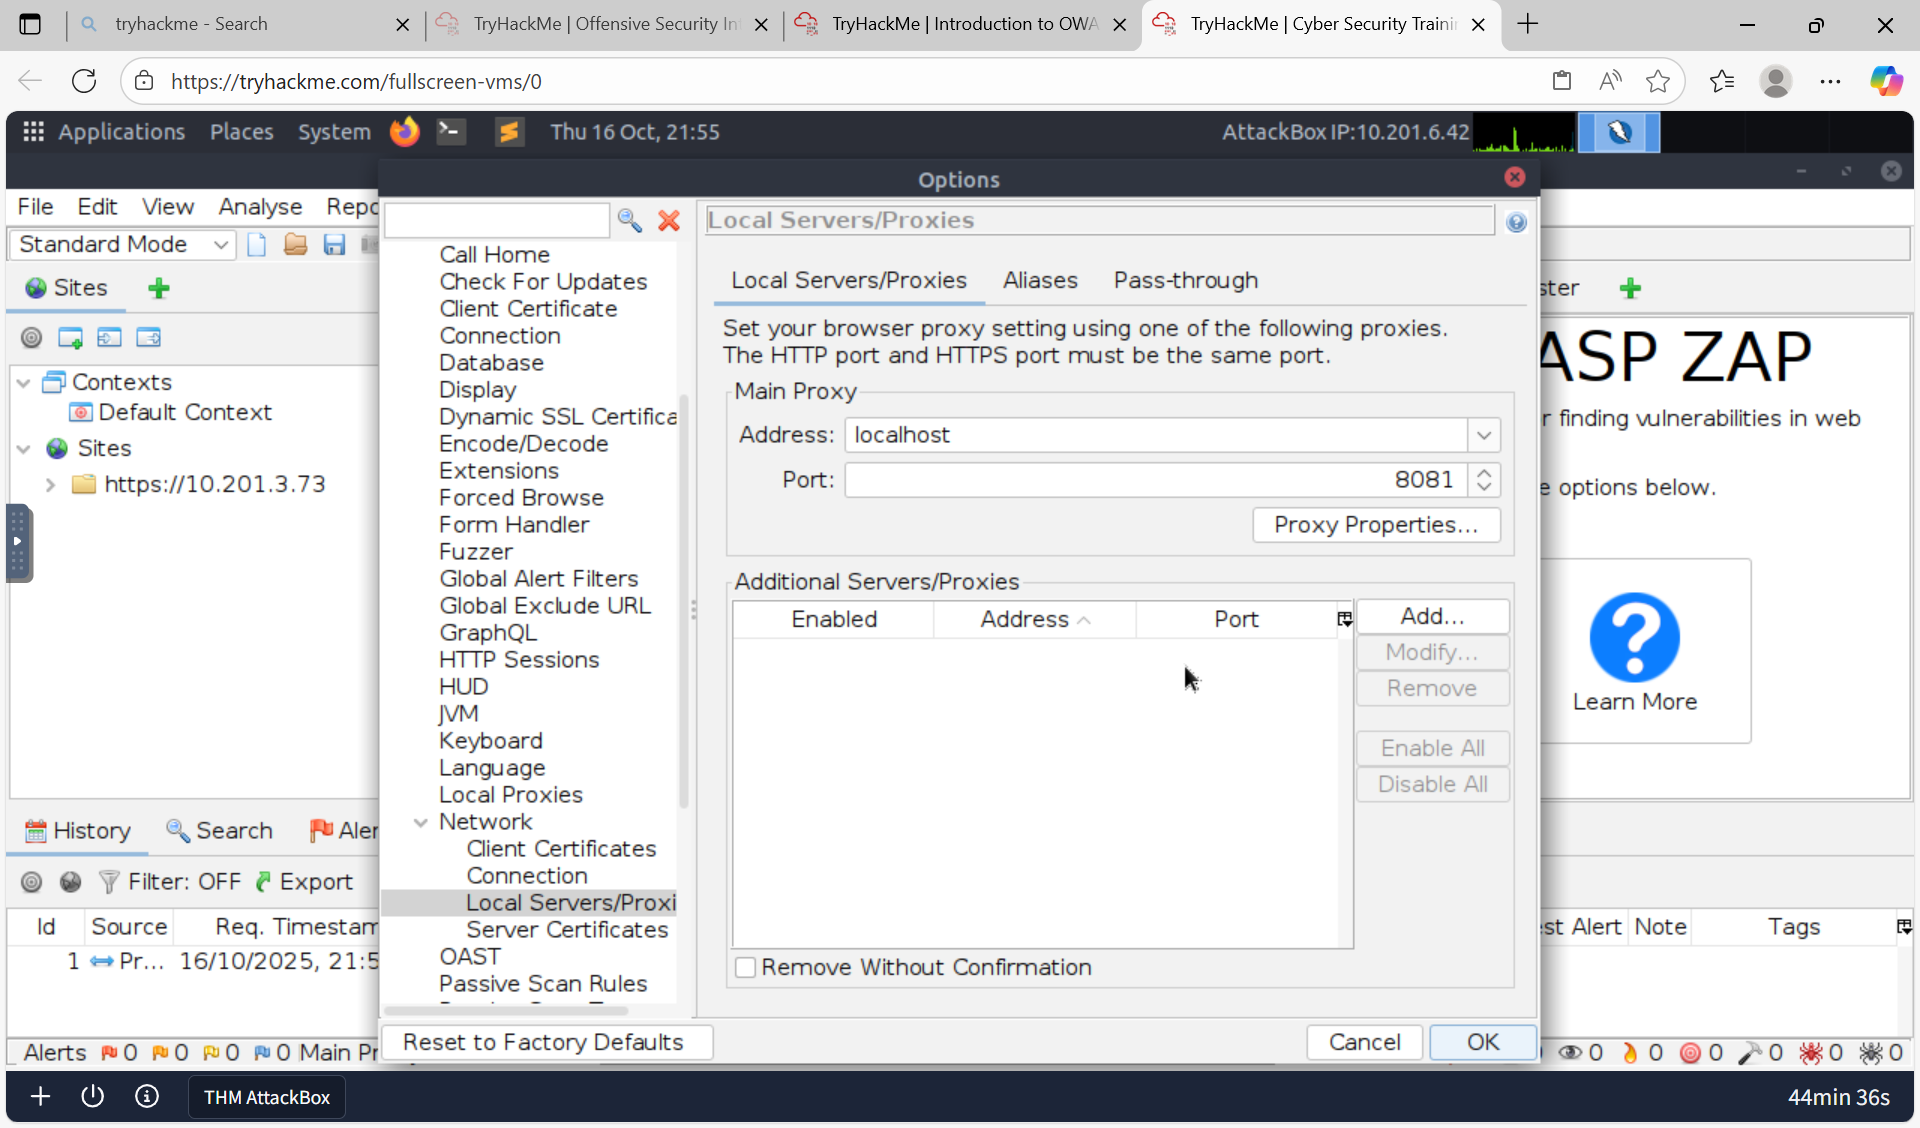 tryhackme - Search
TryHackMe | Offensive Security In
TryHackMe | Introduction to OWA
TryHackMe | Cyber Security Traini
https://tryhackme.com/fullscreen-vms/0
Applications Places System Thu 16 Oct, 21:55 AttackBox IP:10.201.6.42
Options
File Edit View Analyse Repo
Standard Mode
Sites
Contexts
Default Context
Sites
https://10.201.3.73
Call Home
Check For Updates
Client Certificate
Connection
Database
Display
Dynamic SSL Certifica
Encode/Decode
Extensions
Forced Browse
Form Handler
Fuzzer
Global Alert Filters
Global Exclude URL
GraphQL
HTTP Sessions
HUD
JVM
Keyboard
Language
Local Proxies
Network
Client Certificates
Connection
Local Servers/Proxi
Server Certificates
OAST
Passive Scan Rules
Reset to Factory Defaults
Local Servers/Proxies
Local Servers/Proxies Aliases Pass-through
Set your browser proxy setting using one of the following proxies.
The HTTP port and HTTPS port must be the same port.
Main Proxy
Address: localhost
Port: 8081
Proxy Properties...
Additional Servers/Proxies
Enabled Address Port
Add...
Modify...
Remove
Enable All
Disable All
Remove Without Confirmation
Cancel OK
ster
ASP ZAP
r finding vulnerabilities in web
e options below.
Learn More
History Search Aler
Filter: OFF Export
Id Source Req. Timestam
est Alert Note Tags
1 Pr... 16/10/2025, 21:5
Alerts 0 0 0 0 Main Pr
0 0 0 0 0 0
THM AttackBox
44min 36s